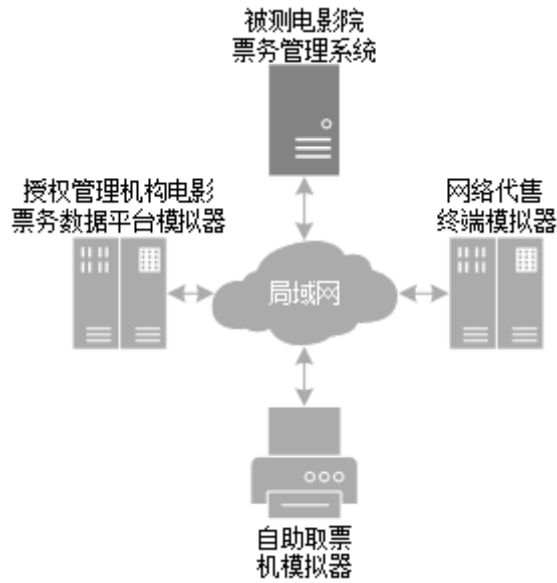 被测电影院
票务管理系统
授权管理机构电影
票务数据平台模拟器
网络代售
终端模拟器
局域网
自助取票
机模拟器